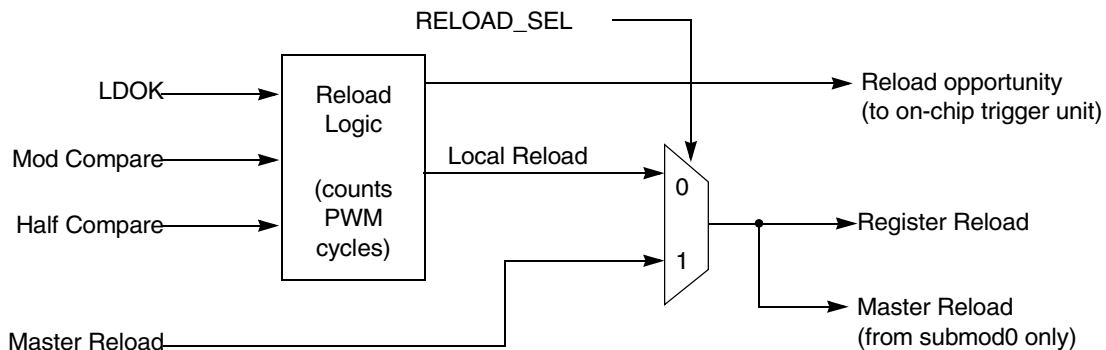 RELOAD_SEL
LDOK
Mod Compare
Half Compare
Master Reload
Reload
Logic
(counts
PWM
cycles)
Local Reload
0
1
Reload opportunity
(to on-chip trigger unit)
Register Reload
Master Reload
(from submod0 only)